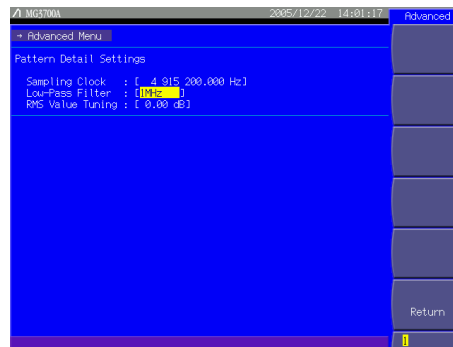 MG3700A 2005/12/22 14:01:17 Advanced
→ Advanced Menu
Pattern Detail Settings
Sampling Clock : [ 4 915 200.000 Hz]
Low-Pass Filter : [1MHz ]
RMS Value Tuning : [ 0.00 dB]
Return
1